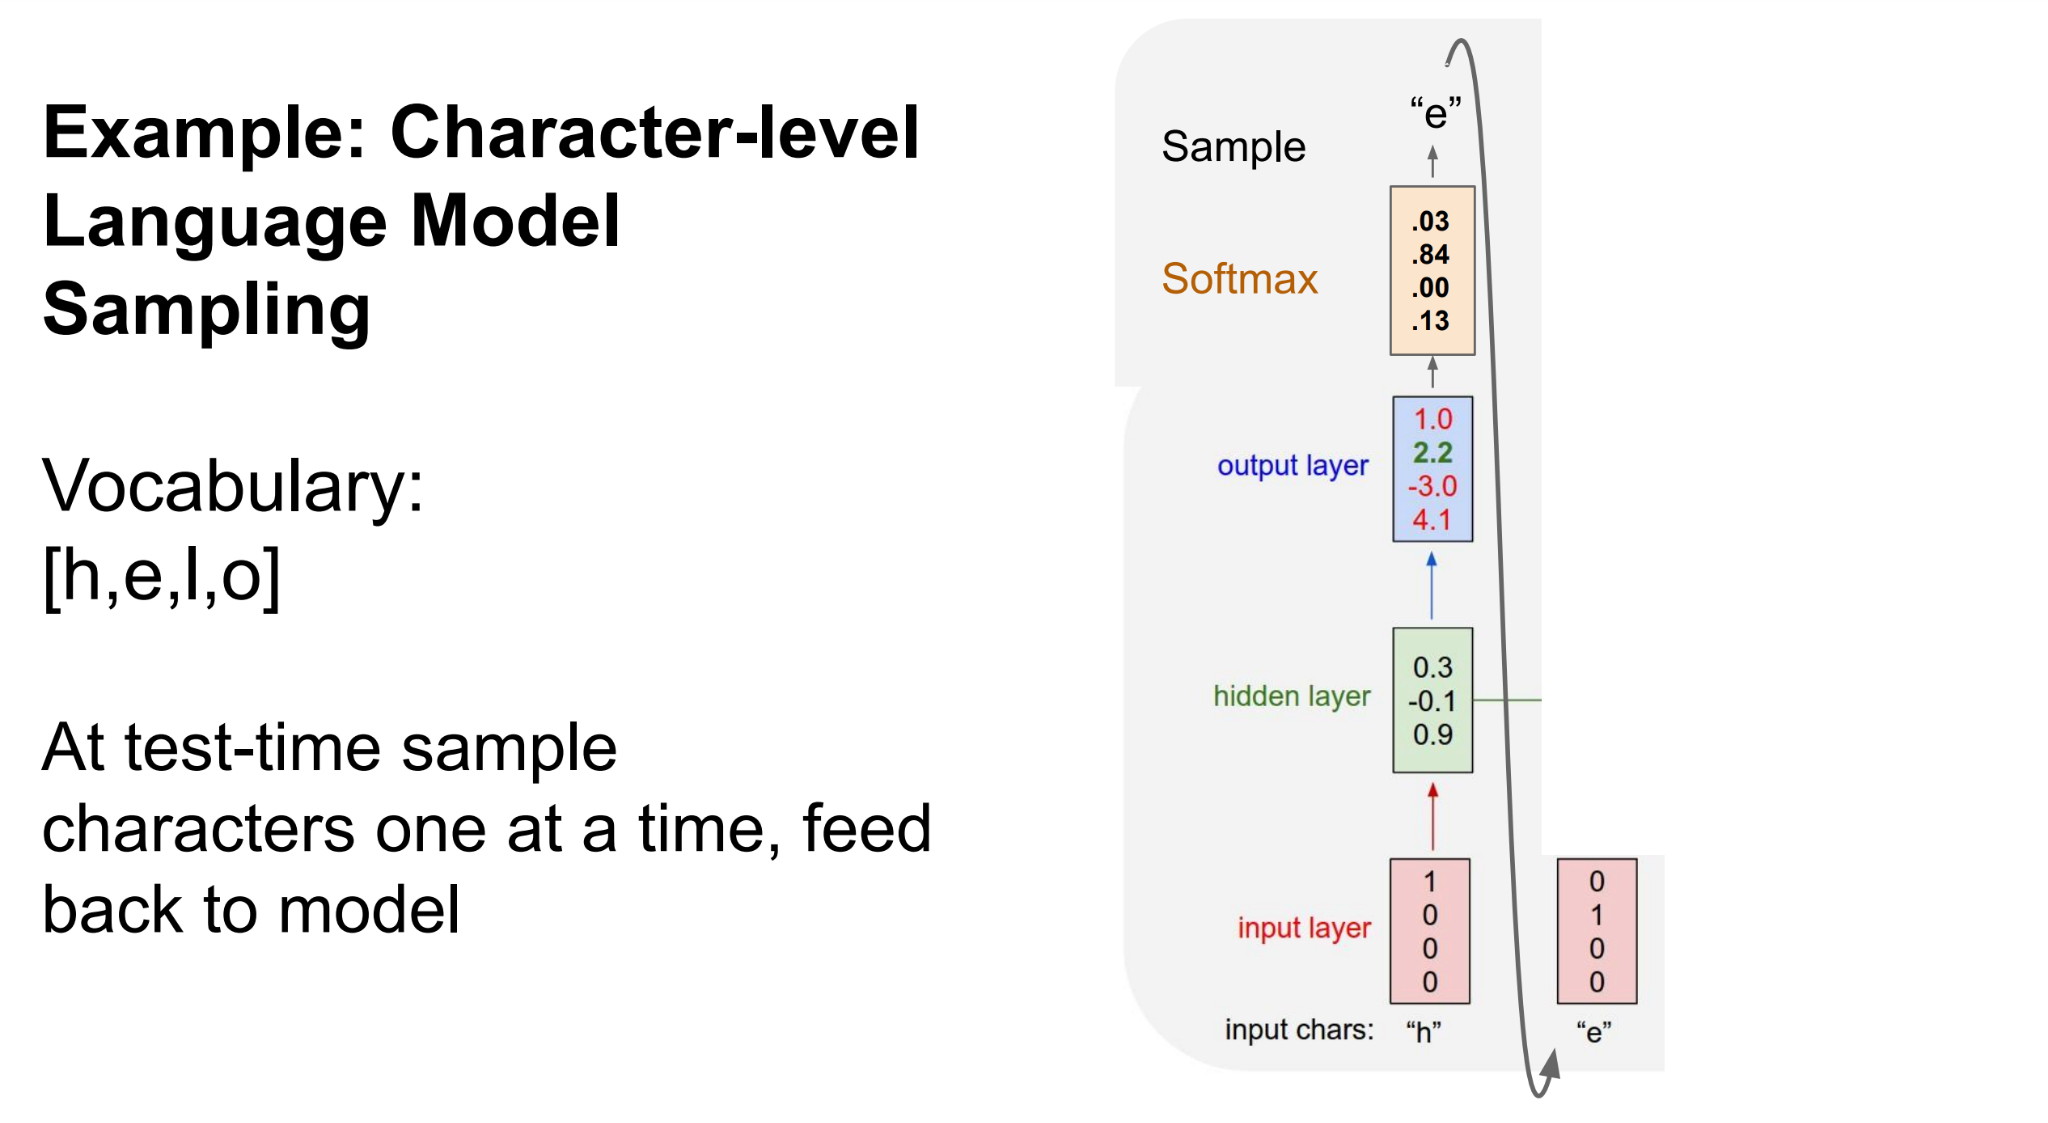 Example: Character-level
Language Model
Sampling
Vocabulary:
[h,e,l,o]
At test-time sample
characters one at a time, feed
back to model
“e”
Sample
.03
.84
.00
.13
Softmax
1.0
2.2
-3.0
4.1
output layer
0.3
-0.1
0.9
hidden layer
1
0
0
0
input layer
0
1
0
0
input chars: “h” “e”